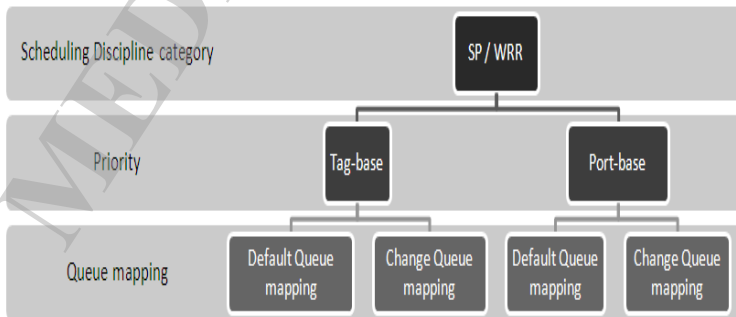 Scheduling Discipline category
SP / WRR
Priority
Tag-base
Port-base
Queue mapping
Default Queue
mapping
Change Queue
mapping
Default Queue
mapping
Change Queue
mapping
MED